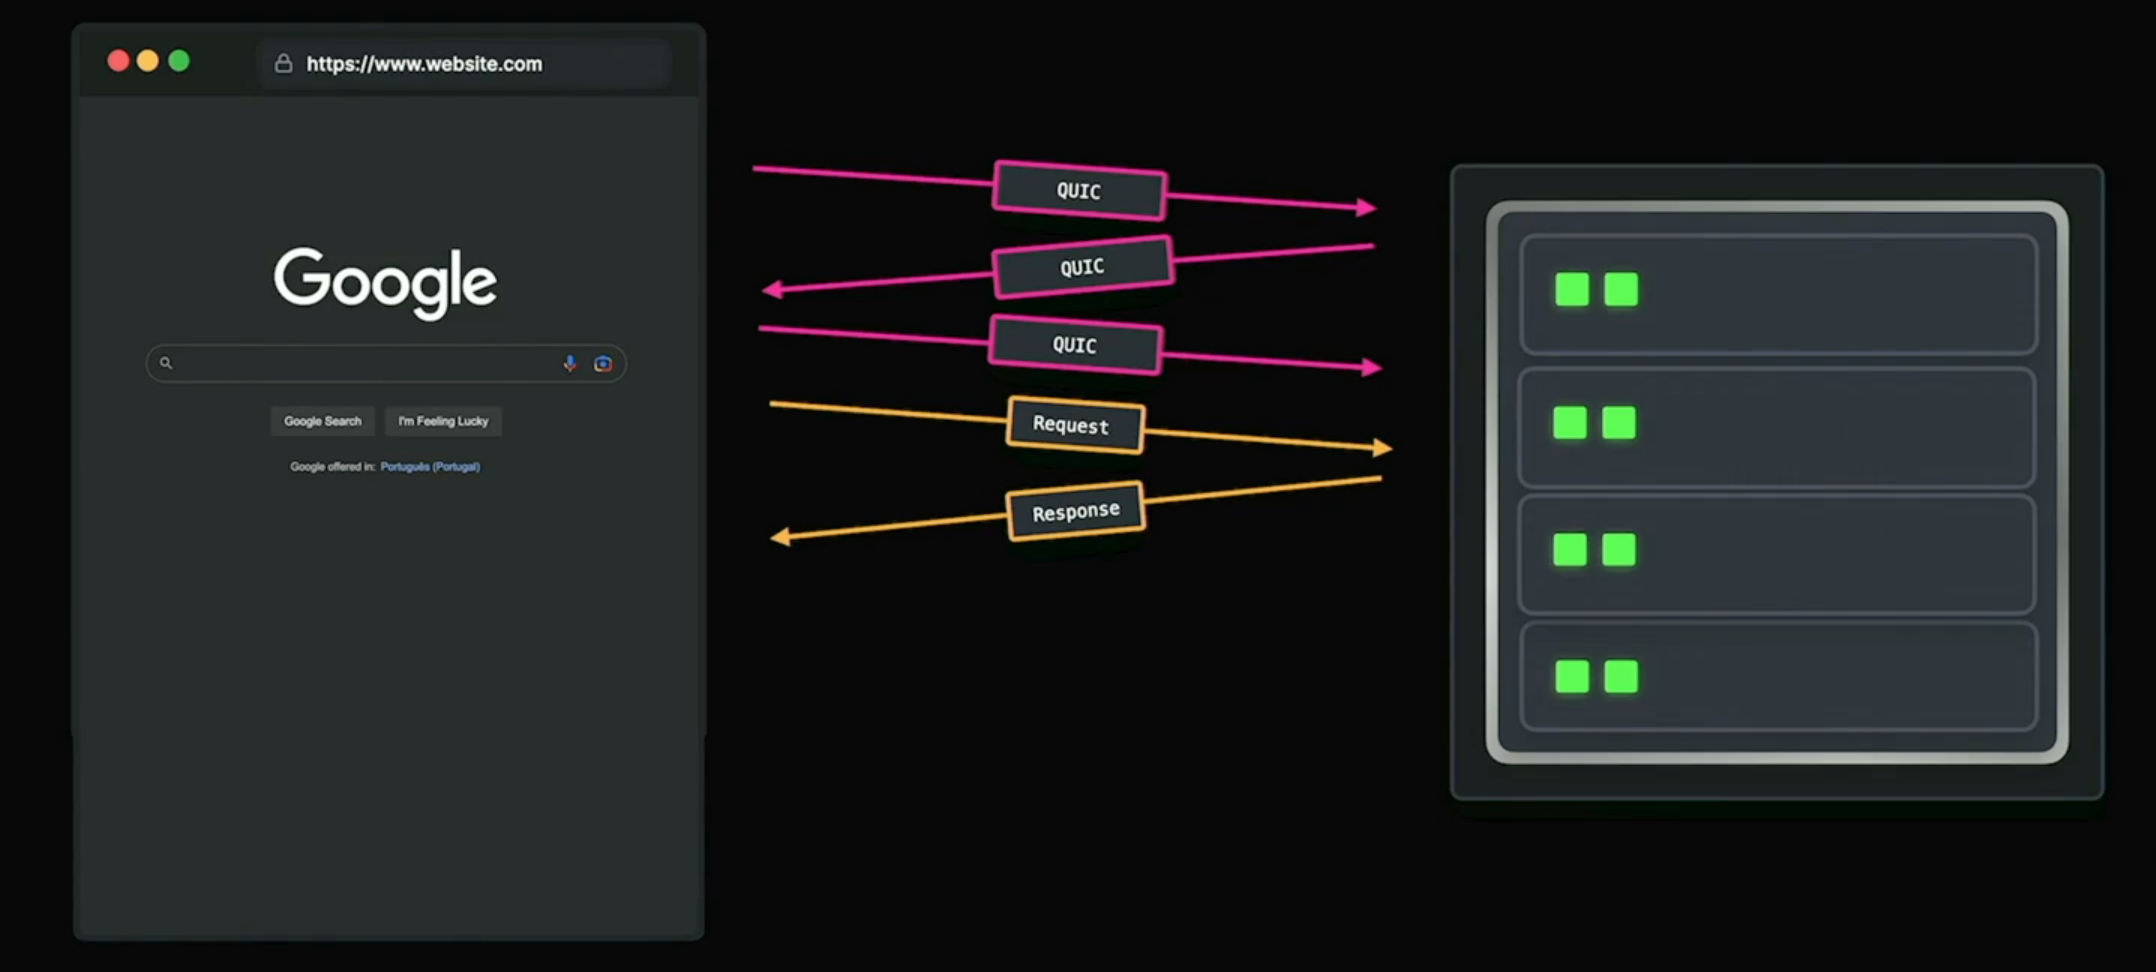 https://www.website.com
Google
Google Search
I'm Feeling Lucky
Google offered in: Português (Portugal)
QUIC
QUIC
QUIC
Request
Response